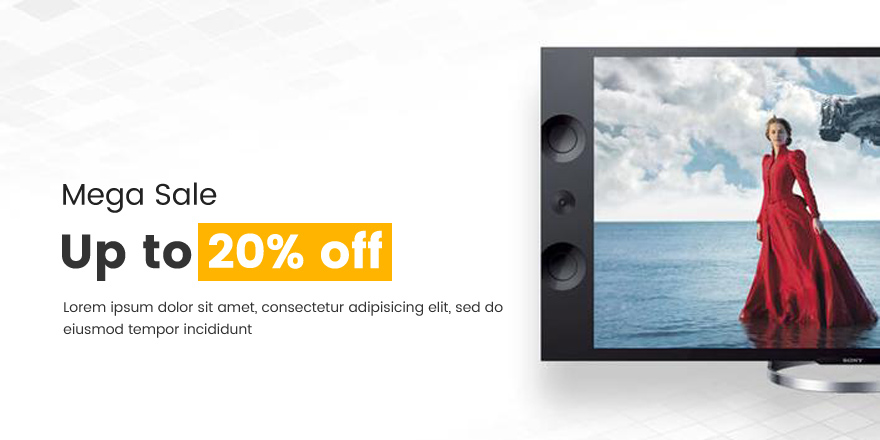 Mega Sale
Up to 20% off
Lorem ipsum dolor sit amet, consectetur adipisicing elit, sed do
eiusmod tempor incididunt
SONY